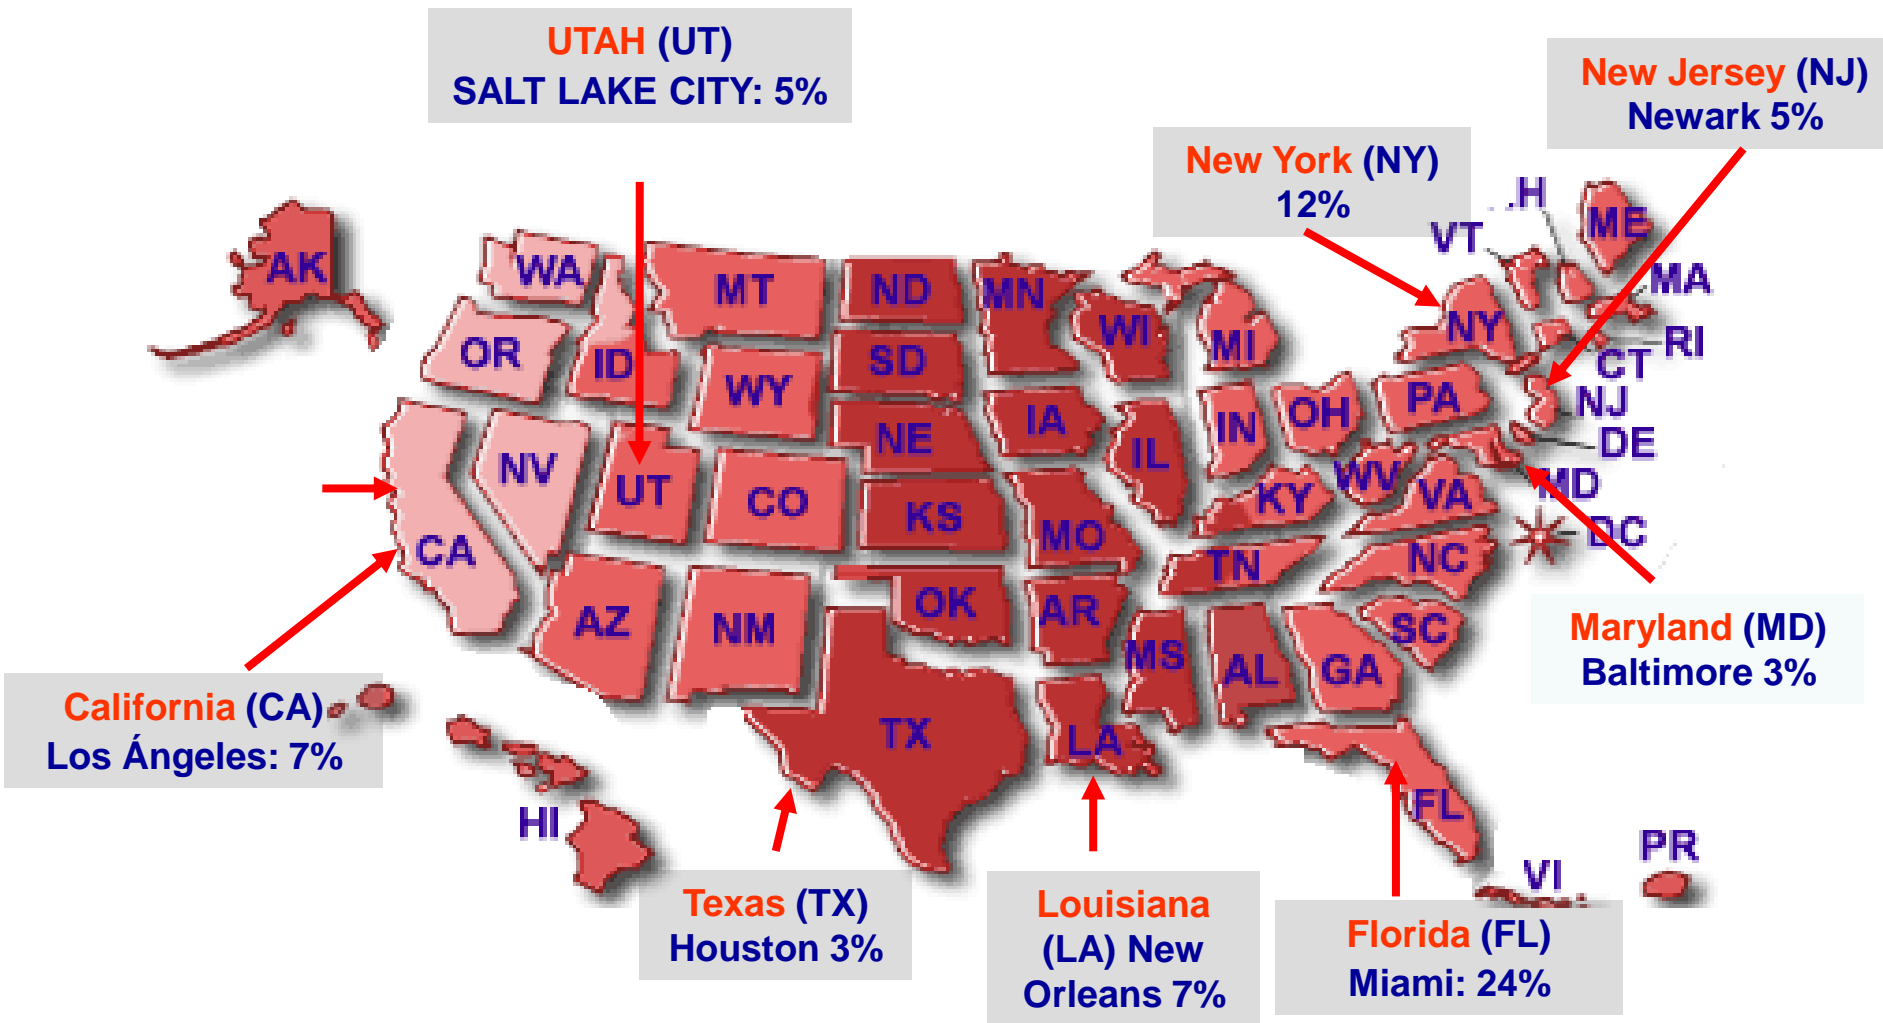 UTAH (UT)
SALT LAKE CITY: 5%
New Jersey (NJ)
Newark 5%
New York (NY)
12%
.H
ME
VT
AK
WA
MT
ND
MN
MA
WI
NY
MI
RI
OR
ID
SD
CT
WY
PA
NJ
IA
OH
IN
NE
DE
NV
IL
WV
UT
CO
KY
VA
MD
KS
MO
DC
CA
TN
NC
OK
AR
AZ
NM
SC
MS
AL
GA
Maryland (MD)
Baltimore 3%
California (CA)
Los Ángeles: 7%
TX
LA
HI
FL
PR
VI
Texas (TX)
Houston 3%
Louisiana
(LA) New
Orleans 7%
Florida (FL)
Miami: 24%